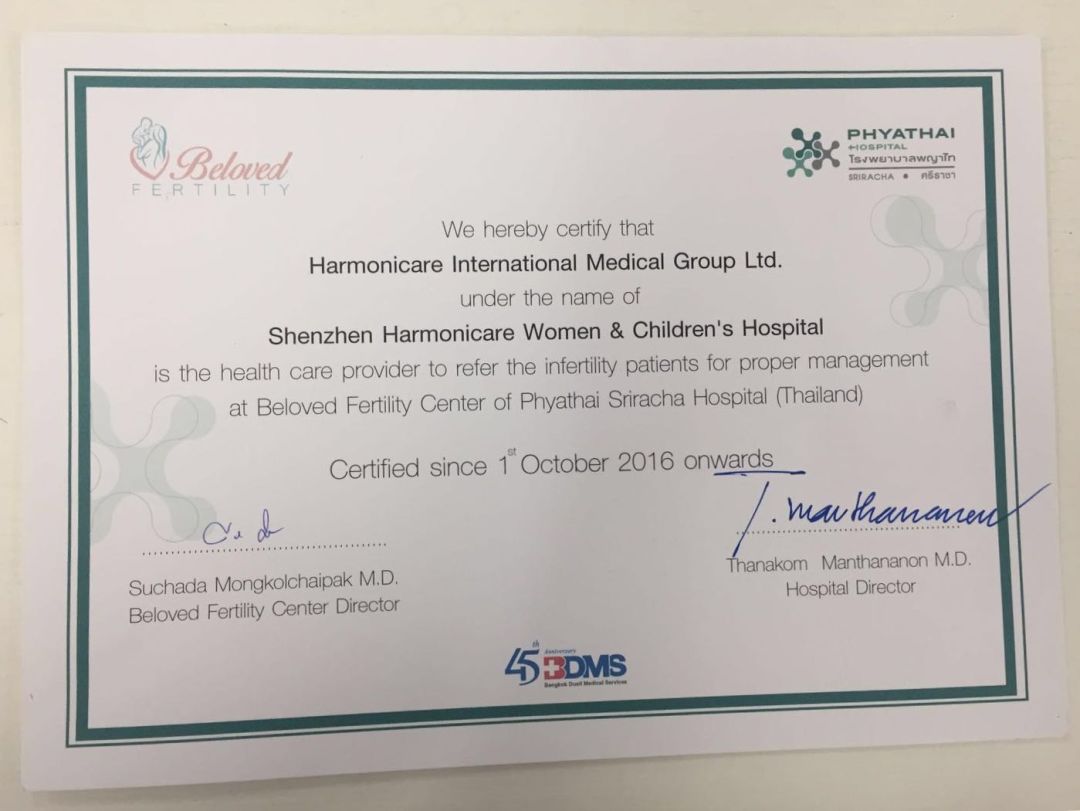 Beloved
FERTILITY
PHYATHAI
HOSPITAL
โรงพยาบาลพญาไท
SRIRACHA • ศรีราชา
We hereby certify that
Harmonicare International Medical Group Ltd.
under the name of
Shenzhen Harmonicare Women & Children's Hospital
is the health care provider to refer the infertility patients for proper management
at Beloved Fertility Center of Phyathai Sriracha Hospital (Thailand)
Certified since 1st October 2016 onwards
J. Manthananon
Suchada Mongkolchaipak M.D.
Beloved Fertility Center Director
Thanakom Manthananon M.D.
Hospital Director
45th Anniversary BDMS
Bangkok Dusit Medical Services